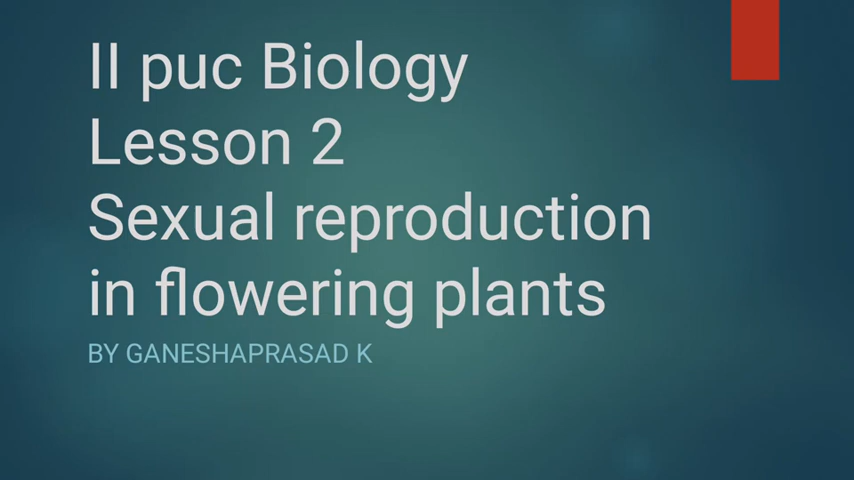 II puc Biology
Lesson 2
Sexual reproduction
in flowering plants
BY GANESHAPRASAD K